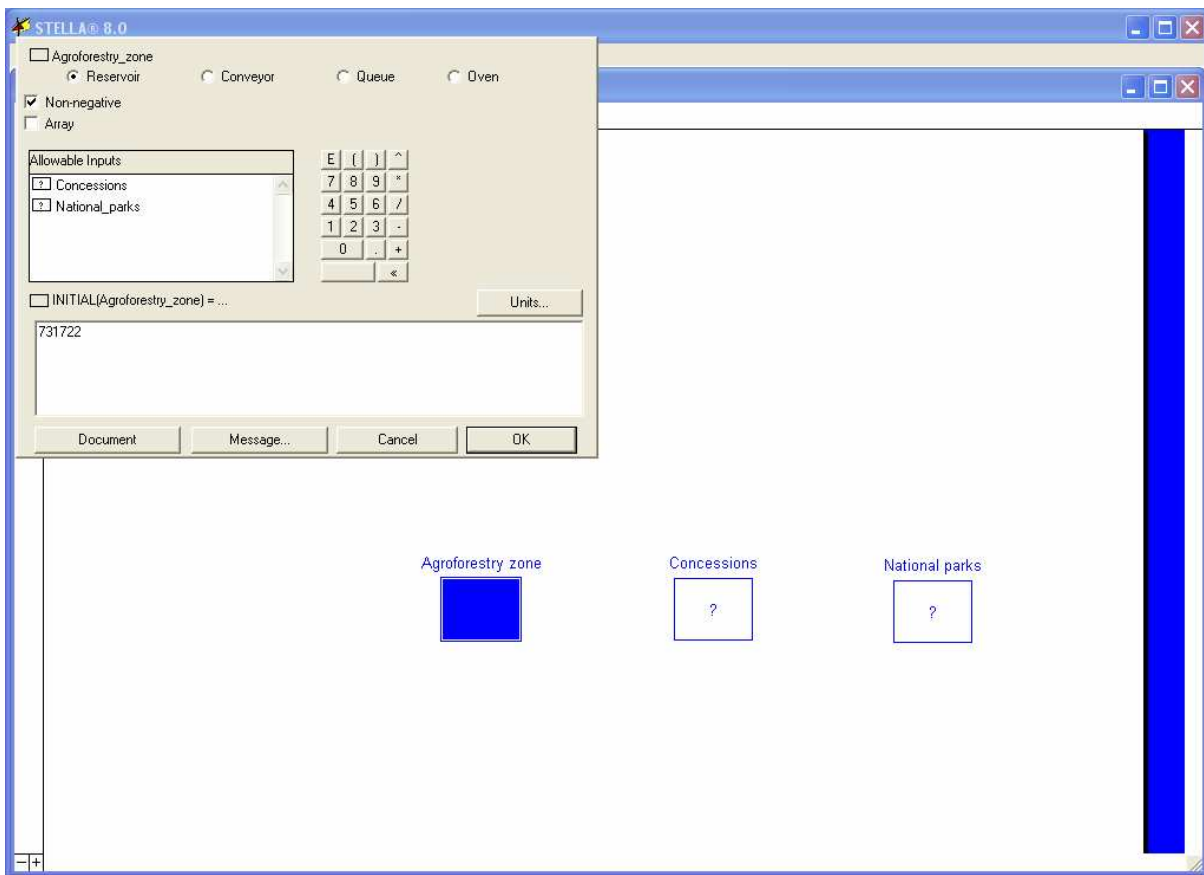 STELLA® 8.0
Agroforestry_zone
Reservoir Conveyor Queue Oven
Non-negative
Array
Allowable Inputs
? Concessions
? National_parks
E ( ) ^
7 8 9 *
4 5 6 /
1 2 3 -
0 . +
«
INITIAL(Agroforestry_zone) = ...
Units...
731722
Document Message... Cancel OK
Agroforestry zone Concessions National parks
? ?
− +